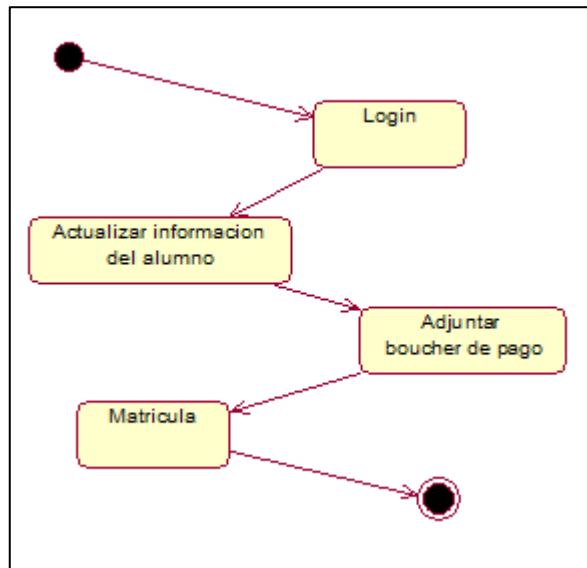 Login
Actualizar informacion
del alumno
Adjuntar
boucher de pago
Matricula